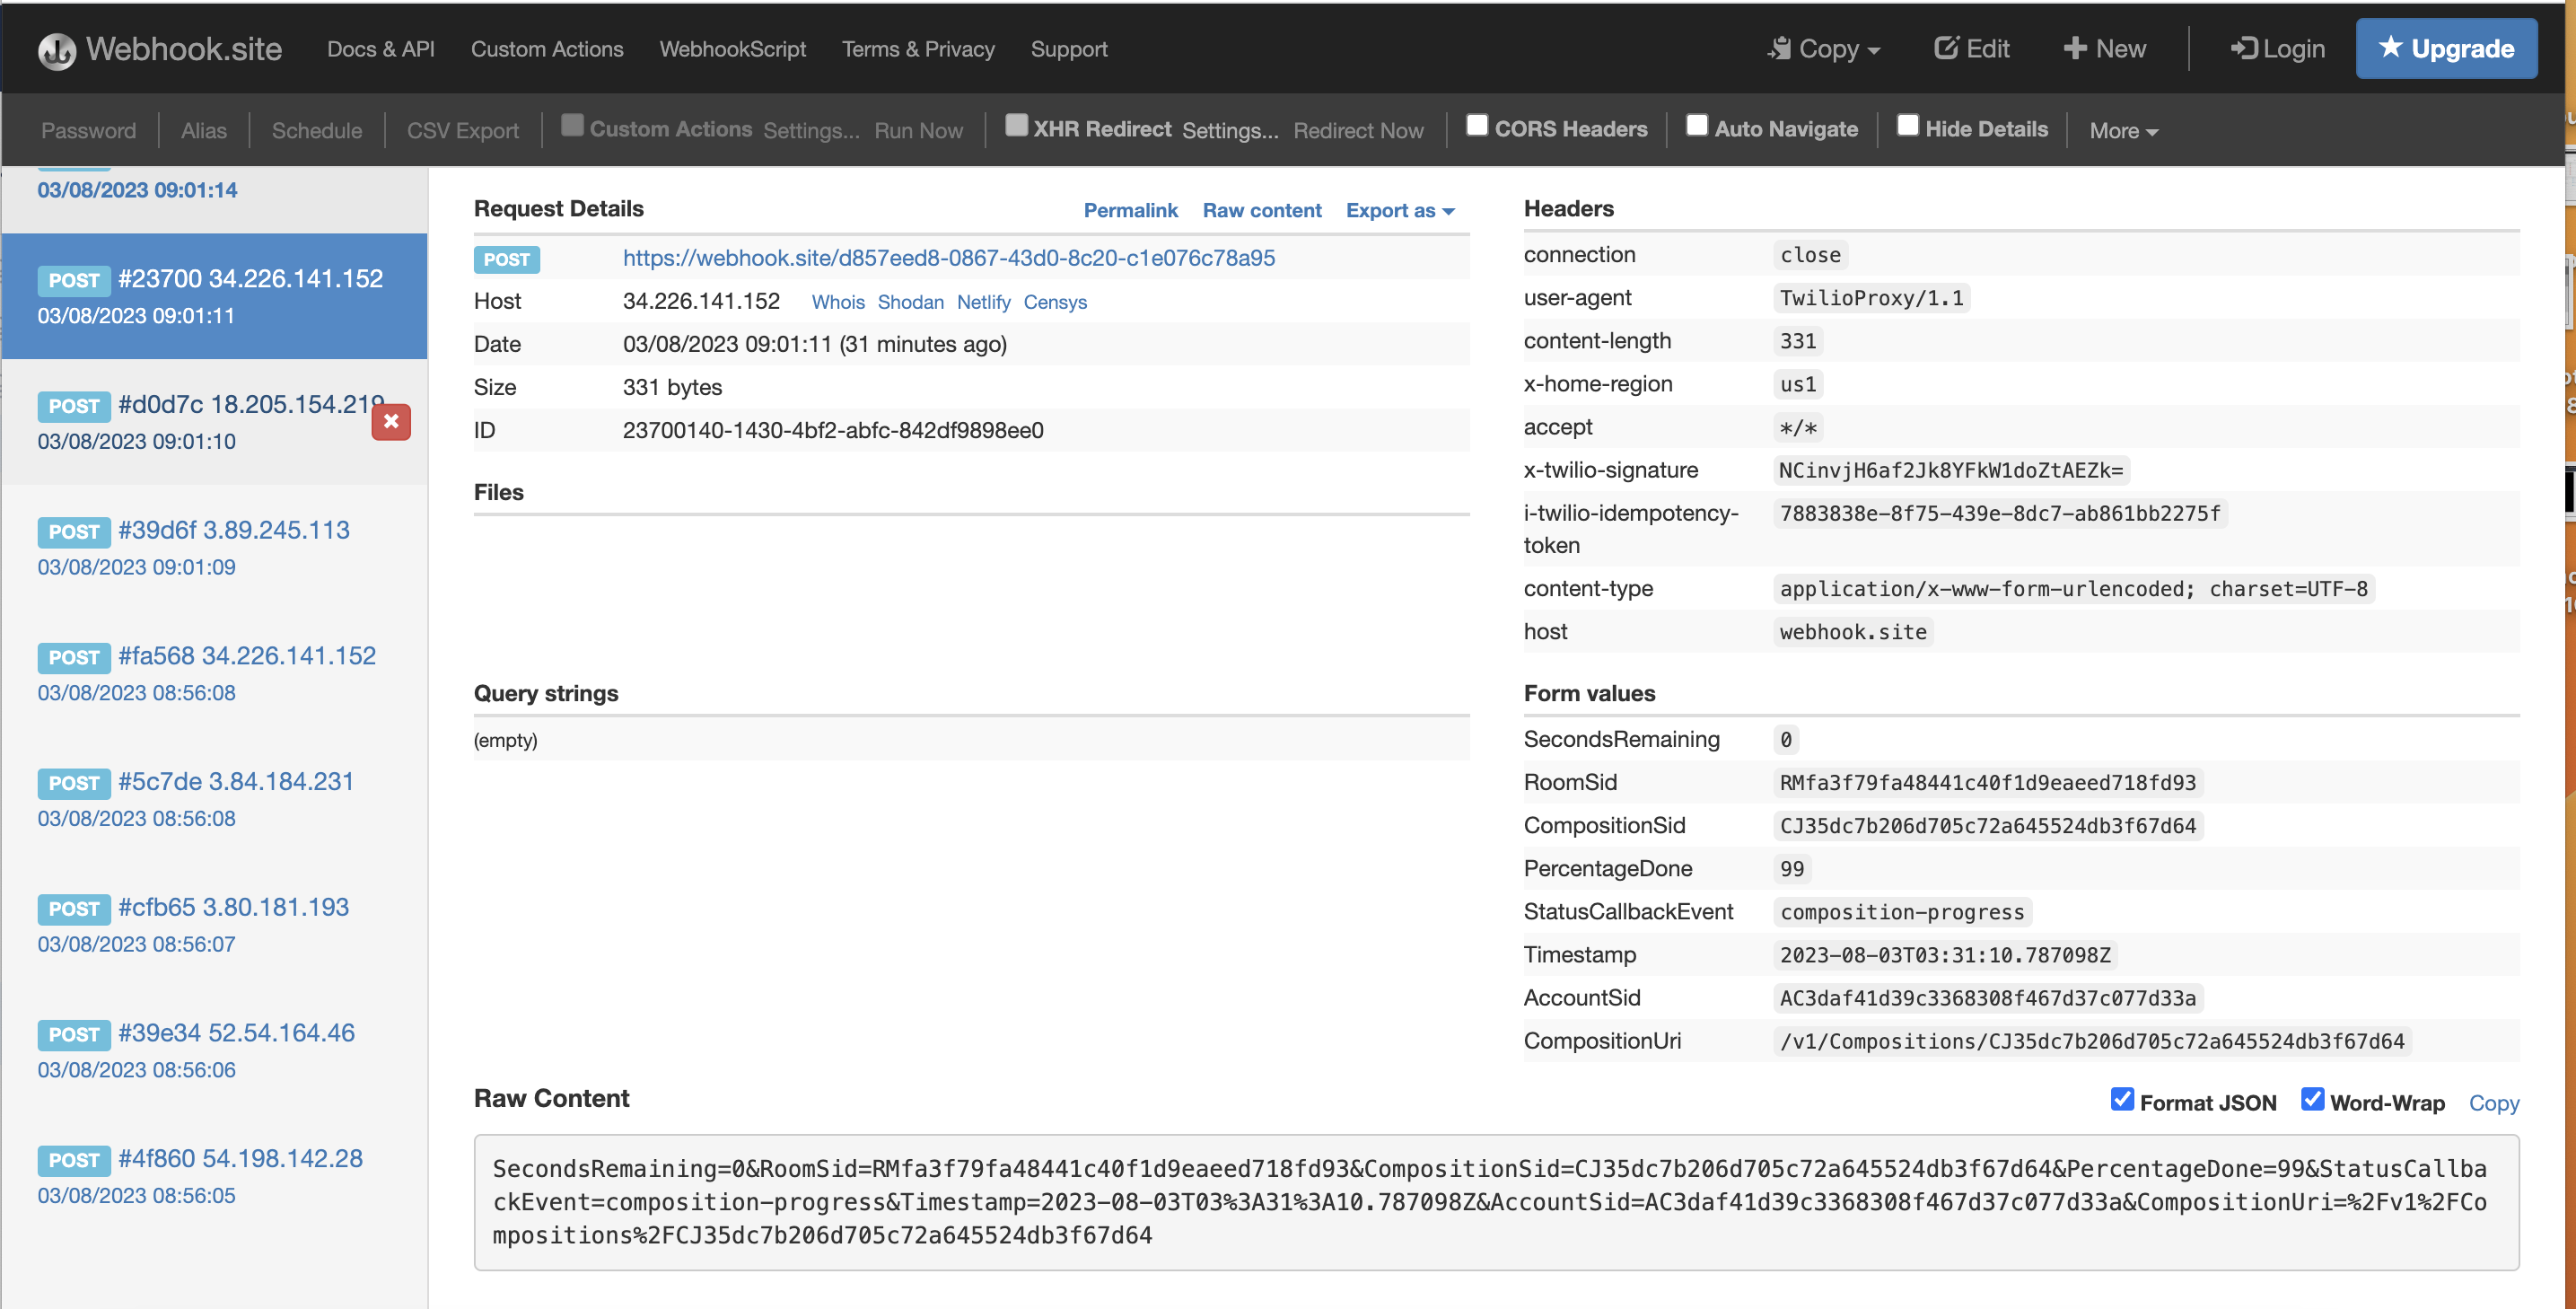 Webhook.site Docs & API Custom Actions WebhookScript Terms & Privacy Support Copy Edit New Login Upgrade
Password Alias Schedule CSV Export Custom Actions Settings... Run Now XHR Redirect Settings... Redirect Now CORS Headers Auto Navigate Hide Details More
03/08/2023 09:01:14
POST #23700 34.226.141.152
03/08/2023 09:01:11
POST #d0d7c 18.205.154.219
03/08/2023 09:01:10
POST #39d6f 3.89.245.113
03/08/2023 09:01:09
POST #fa568 34.226.141.152
03/08/2023 08:56:08
POST #5c7de 3.84.184.231
03/08/2023 08:56:08
POST #cfb65 3.80.181.193
03/08/2023 08:56:07
POST #39e34 52.54.164.46
03/08/2023 08:56:06
POST #4f860 54.198.142.28
03/08/2023 08:56:05
Request Details Permalink Raw content Export as
POST https://webhook.site/d857eed8-0867-43d0-8c20-c1e076c78a95
Host 34.226.141.152 Whois Shodan Netlify Censys
Date 03/08/2023 09:01:11 (31 minutes ago)
Size 331 bytes
ID 23700140-1430-4bf2-abfc-842df9898ee0
Files
Query strings
(empty)
Headers
connection close
user-agent TwilioProxy/1.1
content-length 331
x-home-region us1
accept */*
x-twilio-signature NCinvjH6af2Jk8YFkW1doZtAEZk=
i-twilio-idempotency- 7883838e-8f75-439e-8dc7-ab861bb2275f
token
content-type application/x-www-form-urlencoded; charset=UTF-8
host webhook.site
Form values
SecondsRemaining 0
RoomSid RMfa3f79fa48441c40f1d9eaeed718fd93
CompositionSid CJ35dc7b206d705c72a645524db3f67d64
PercentageDone 99
StatusCallbackEvent composition-progress
Timestamp 2023-08-03T03:31:10.787098Z
AccountSid AC3daf41d39c3368308f467d37c077d33a
CompositionUri /v1/Compositions/CJ35dc7b206d705c72a645524db3f67d64
Raw Content Format JSON Word-Wrap Copy
SecondsRemaining=0&RoomSid=RMfa3f79fa48441c40f1d9eaeed718fd93&CompositionSid=CJ35dc7b206d705c72a645524db3f67d64&PercentageDone=99&StatusCallba
ckEvent=composition-progress&Timestamp=2023-08-03T03%3A31%3A10.787098Z&AccountSid=AC3daf41d39c3368308f467d37c077d33a&CompositionUri=%2Fv1%2FCo
mpositions%2FCJ35dc7b206d705c72a645524db3f67d64